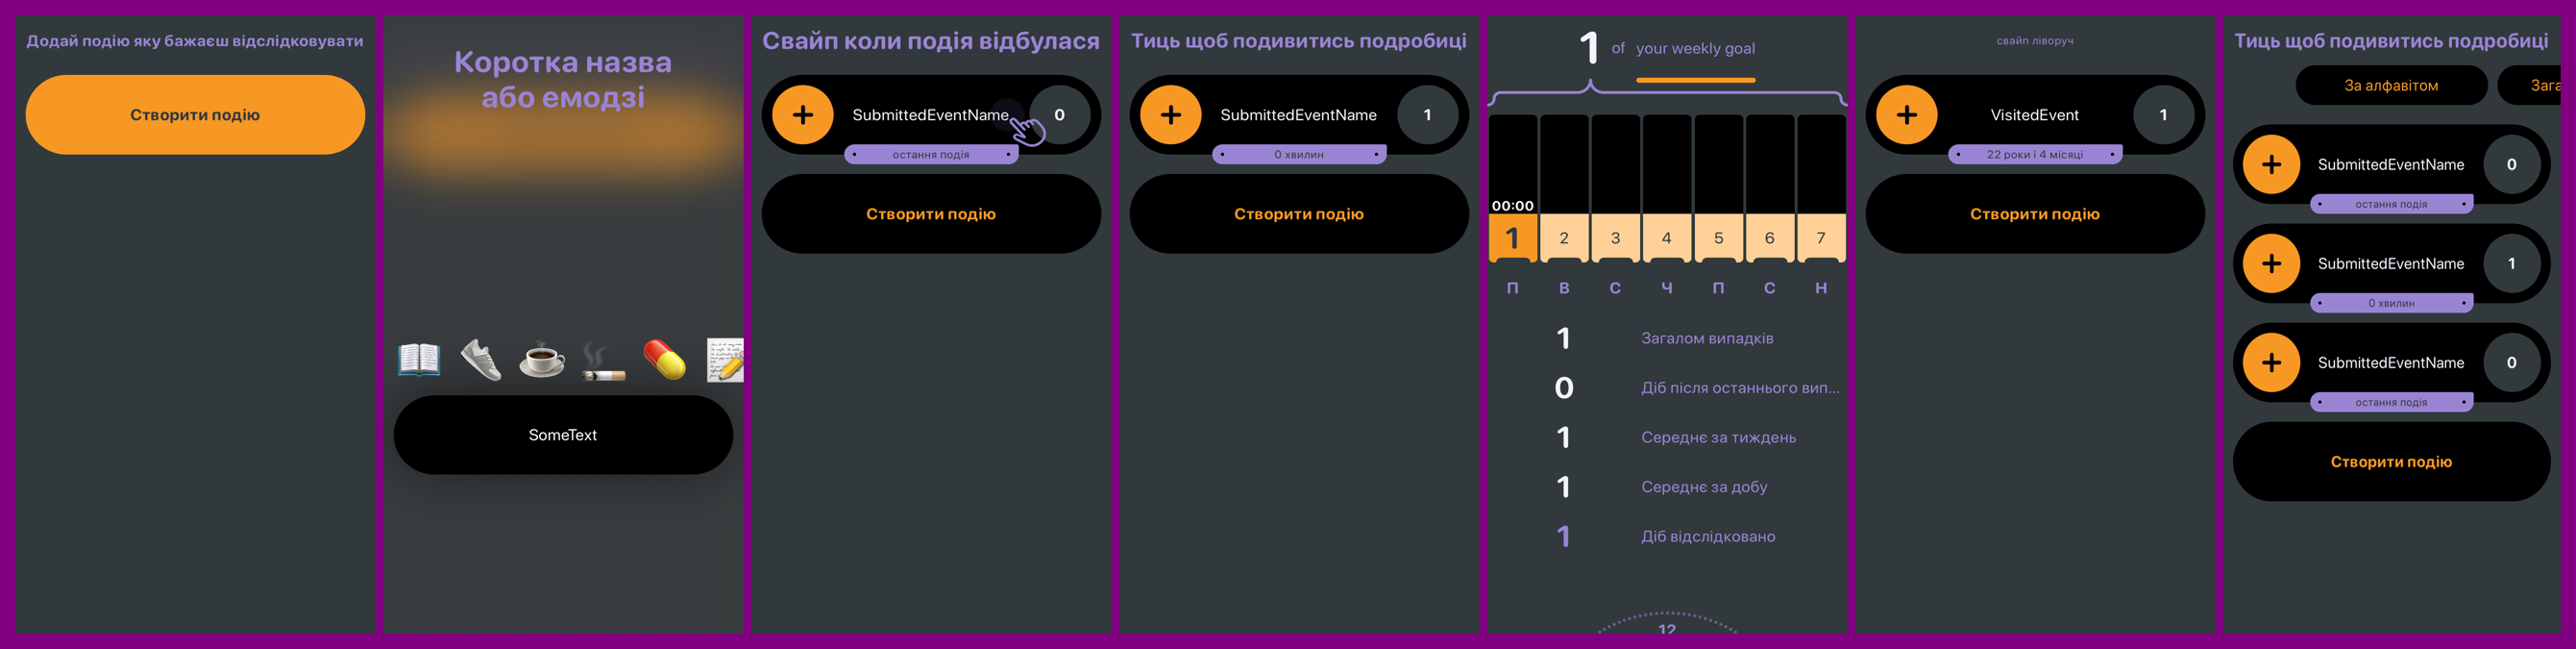 Додай подію яку бажаєш відслідковувати
Створити подію
Коротка назва
або емодзі
SomeText
Свайп коли подія відбулася
SubmittedEventName
0
остання подія
Створити подію
Тиць щоб подивитись подробиці
SubmittedEventName
1
0 хвилин
Створити подію
1 of your weekly goal
00:00
1 2 3 4 5 6 7
П В С Ч П С Н
1 Загалом випадків
0 Діб після останнього вип...
1 Середнє за тиждень
1 Середнє за добу
1 Діб відслідковано
12
свайп ліворуч
VisitedEvent
1
22 роки і 4 місяці
Створити подію
Тиць щоб подивитись подробиці
За алфавітом
Зага
SubmittedEventName
0
остання подія
SubmittedEventName
1
0 хвилин
SubmittedEventName
0
остання подія
Створити подію